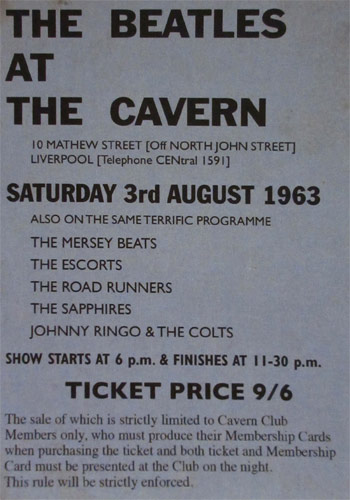 THE BEATLES
AT
THE CAVERN
10 MATHEW STREET [Off NORTH JOHN STREET]
LIVERPOOL [Telephone CENtral 1591]
SATURDAY 3rd AUGUST 1963
ALSO ON THE SAME TERRIFIC PROGRAMME
THE MERSEY BEATS
THE ESCORTS
THE ROAD RUNNERS
THE SAPPHIRES
JOHNNY RINGO & THE COLTS
SHOW STARTS AT 6 p.m. & FINISHES AT 11-30 p.m.
TICKET PRICE 9/6
The sale of which is strictly limited to Cavern Club
Members only, who must produce their Membership Cards
when purchasing the ticket and both ticket and Membership
Card must be presented at the Club on the night.
This rule will be strictly enforced.